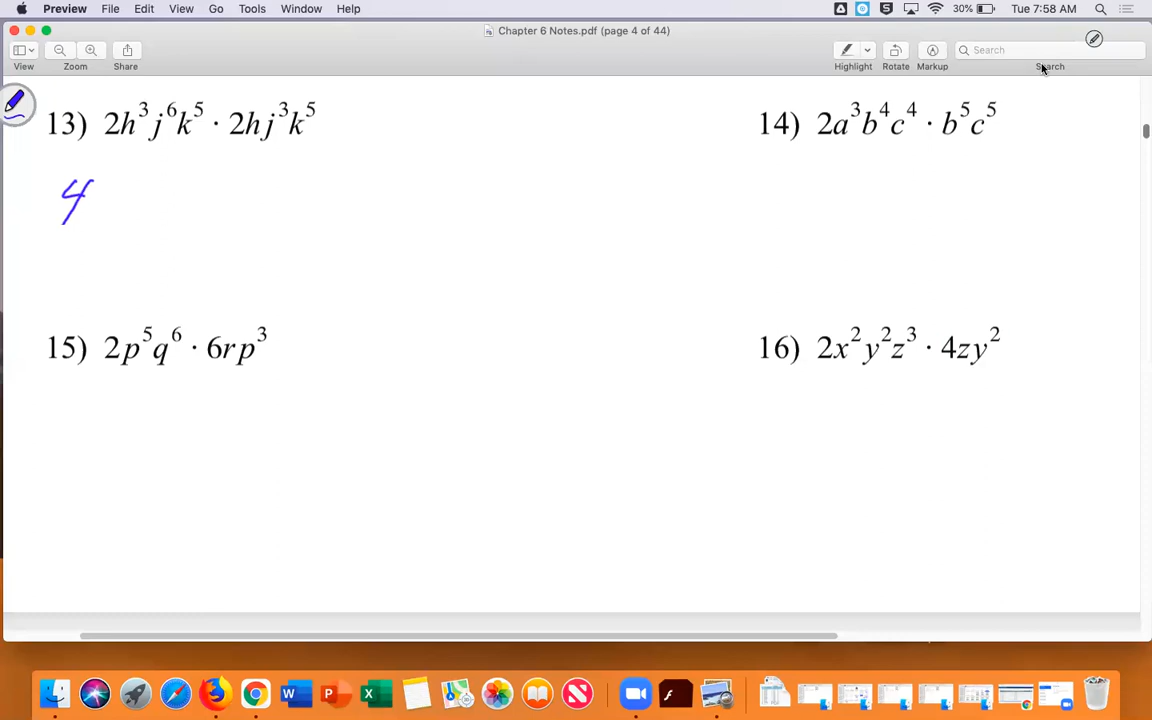 Preview File Edit View Go Tools Window Help 30% Tue 7:58 AM
Chapter 6 Notes.pdf (page 4 of 44)
View Zoom Share Highlight Rotate Markup Search Search
13) 2h³j⁶k⁵ · 2hj³k⁵ 14) 2a³b⁴c⁴ · b⁵c⁵
4
15) 2p⁵q⁶ · 6rp³ 16) 2x²y²z³ · 4zy²